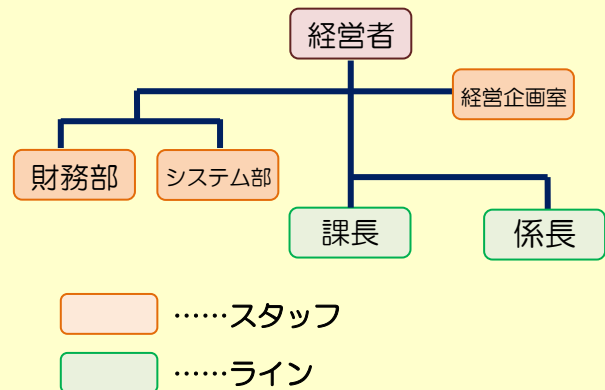 経営者
経営企画室
財務部
システム部
課長
係長
……スタッフ
……ライン